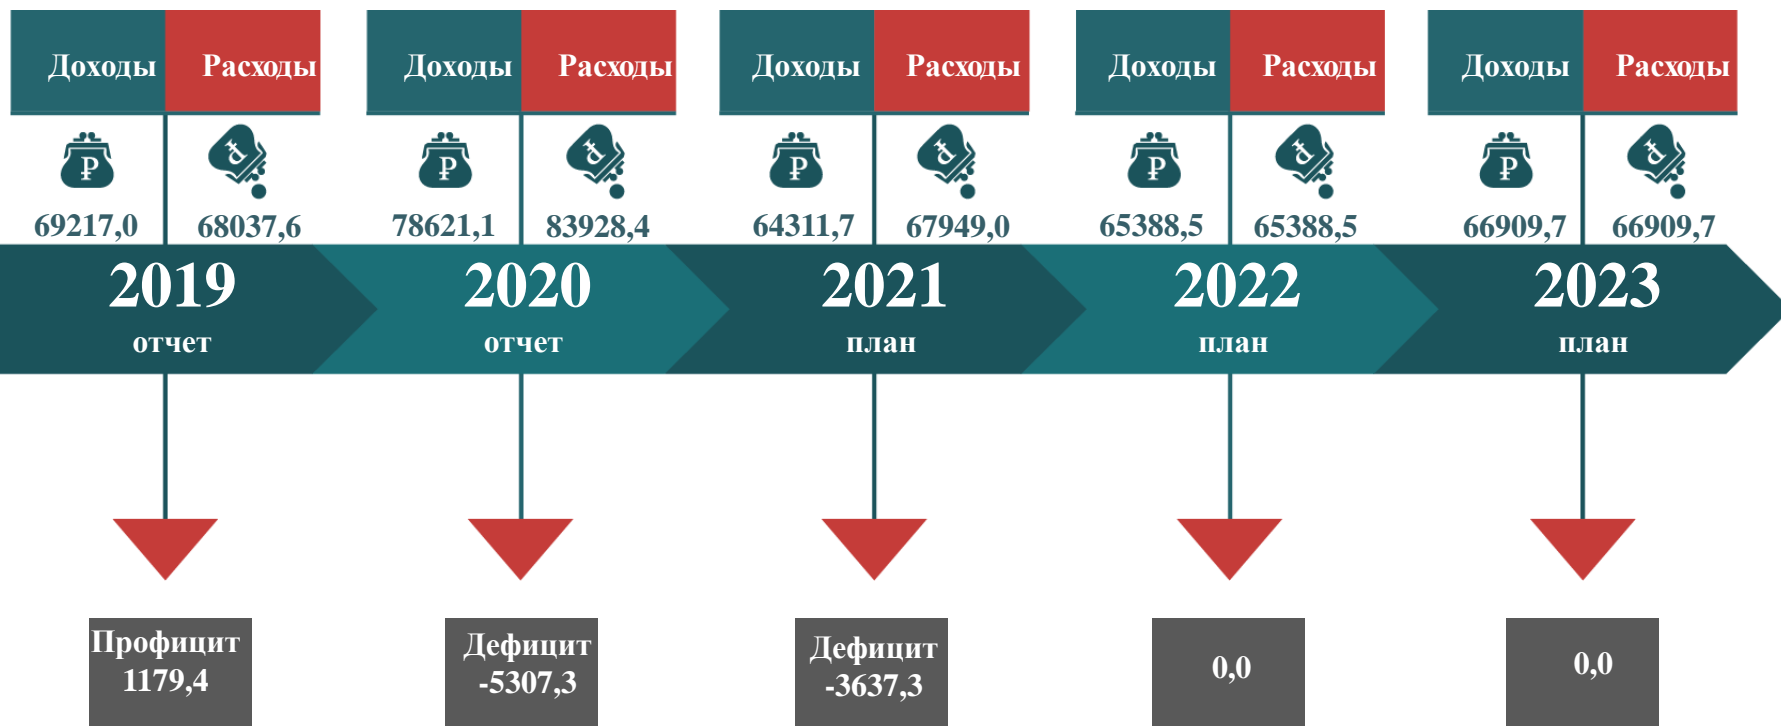 Доходы Расходы Доходы Расходы Доходы Расходы Доходы Расходы Доходы Расходы
₽ ₽ ₽ ₽ ₽ ₽ ₽ ₽ ₽ ₽
69217,0 68037,6 78621,1 83928,4 64311,7 67949,0 65388,5 65388,5 66909,7 66909,7
2019 2020 2021 2022 2023
отчет отчет план план план
Профицит Дефицит Дефицит
1179,4 -5307,3 -3637,3 0,0 0,0